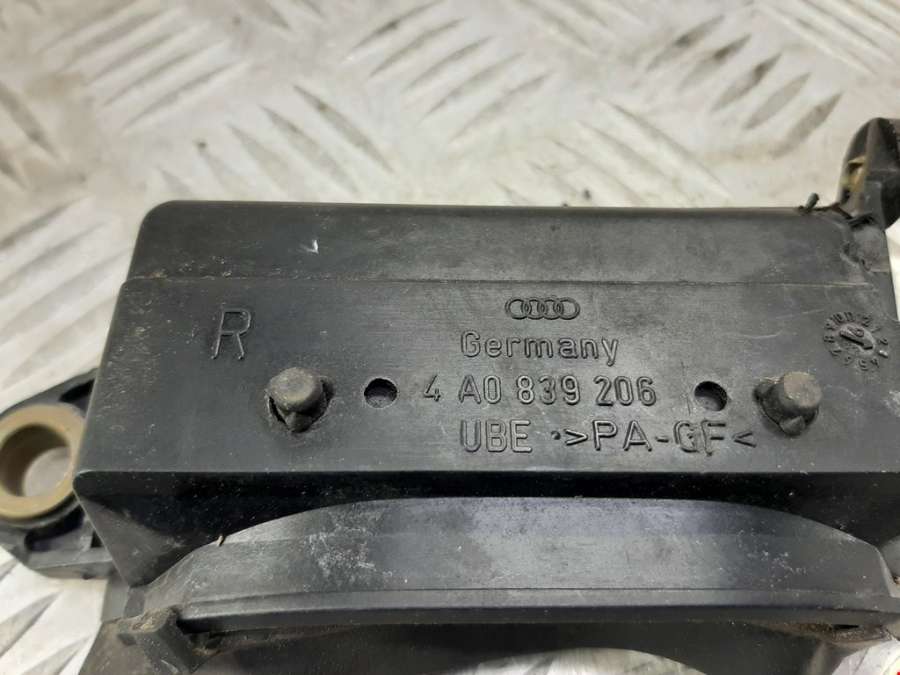 R
Germany
4 A0 839 206
UBE >PA-GF<